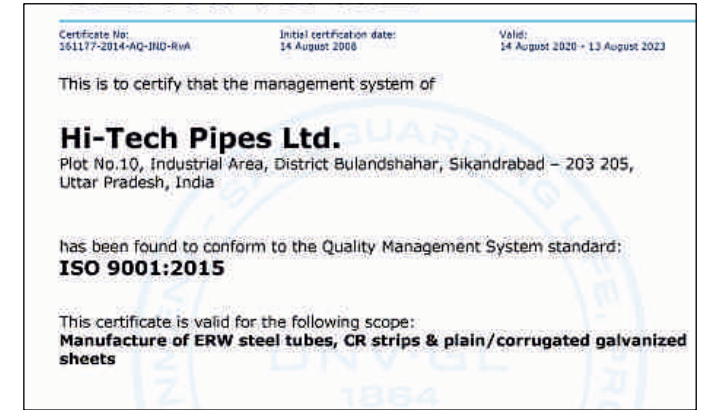 Certificate No: Initial certification date: Valid:
161177-2014-AQ-IND-RvA 14 August 2008 14 August 2020 - 13 August 2023
This is to certify that the management system of
Hi-Tech Pipes Ltd.
Plot No.10, Industrial Area, District Bulandshahar, Sikandrabad – 203 205,
Uttar Pradesh, India
has been found to conform to the Quality Management System standard:
ISO 9001:2015
This certificate is valid for the following scope:
Manufacture of ERW steel tubes, CR strips & plain/corrugated galvanized
sheets
DNV·GL
1864